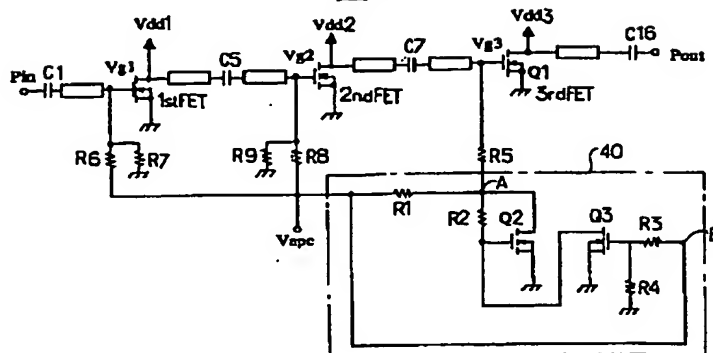 Vdd1
Vdd2
Vdd3
Pin
C1
Vg1
C5
Vg2
C7
Vg3
C16
Pout
1stFET
2ndFET
Q1
3rdFET
R6
R7
R9
R8
R5
40
A
R1
R2
Q2
Q3
R3
R4
Vapc